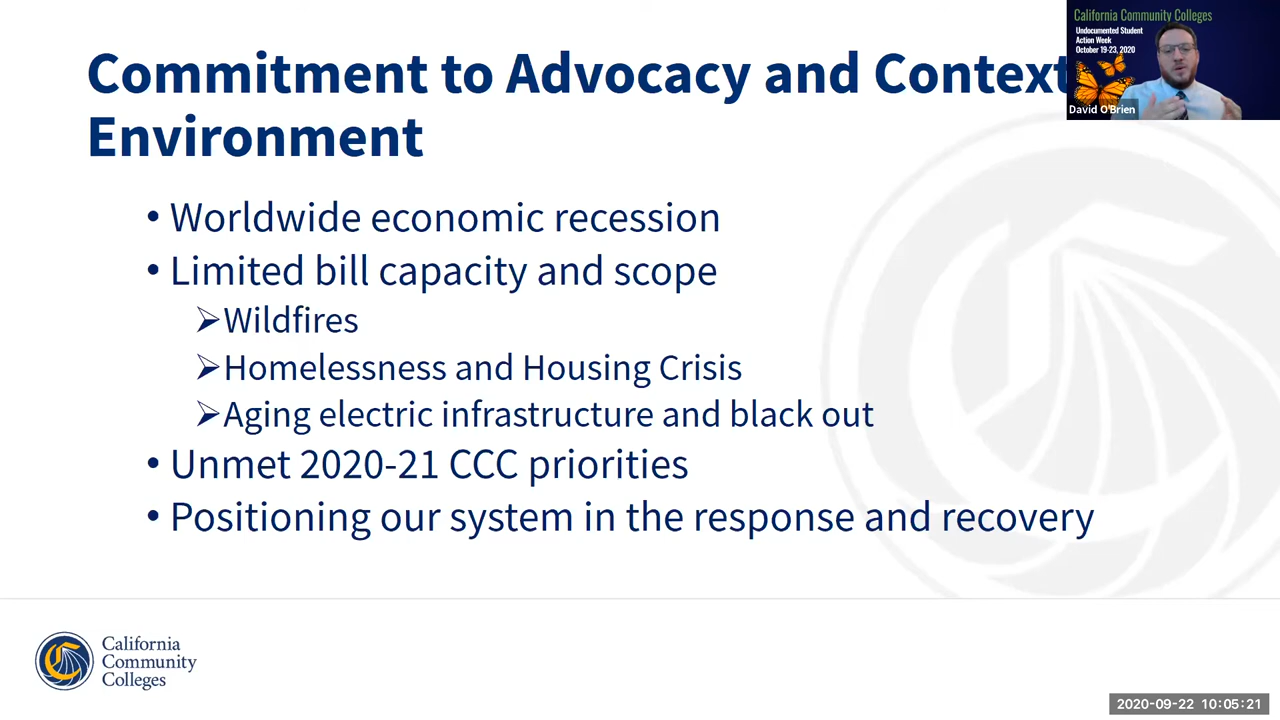 Commitment to Advocacy and Context
Environment
• Worldwide economic recession
• Limited bill capacity and scope
➢Wildfires
➢Homelessness and Housing Crisis
➢Aging electric infrastructure and black out
• Unmet 2020-21 CCC priorities
• Positioning our system in the response and recovery
California Community Colleges
Undocumented Student
Action Week
October 19-23, 2020
David O'Brien
California
Community
Colleges
2020-09-22 10:05:21